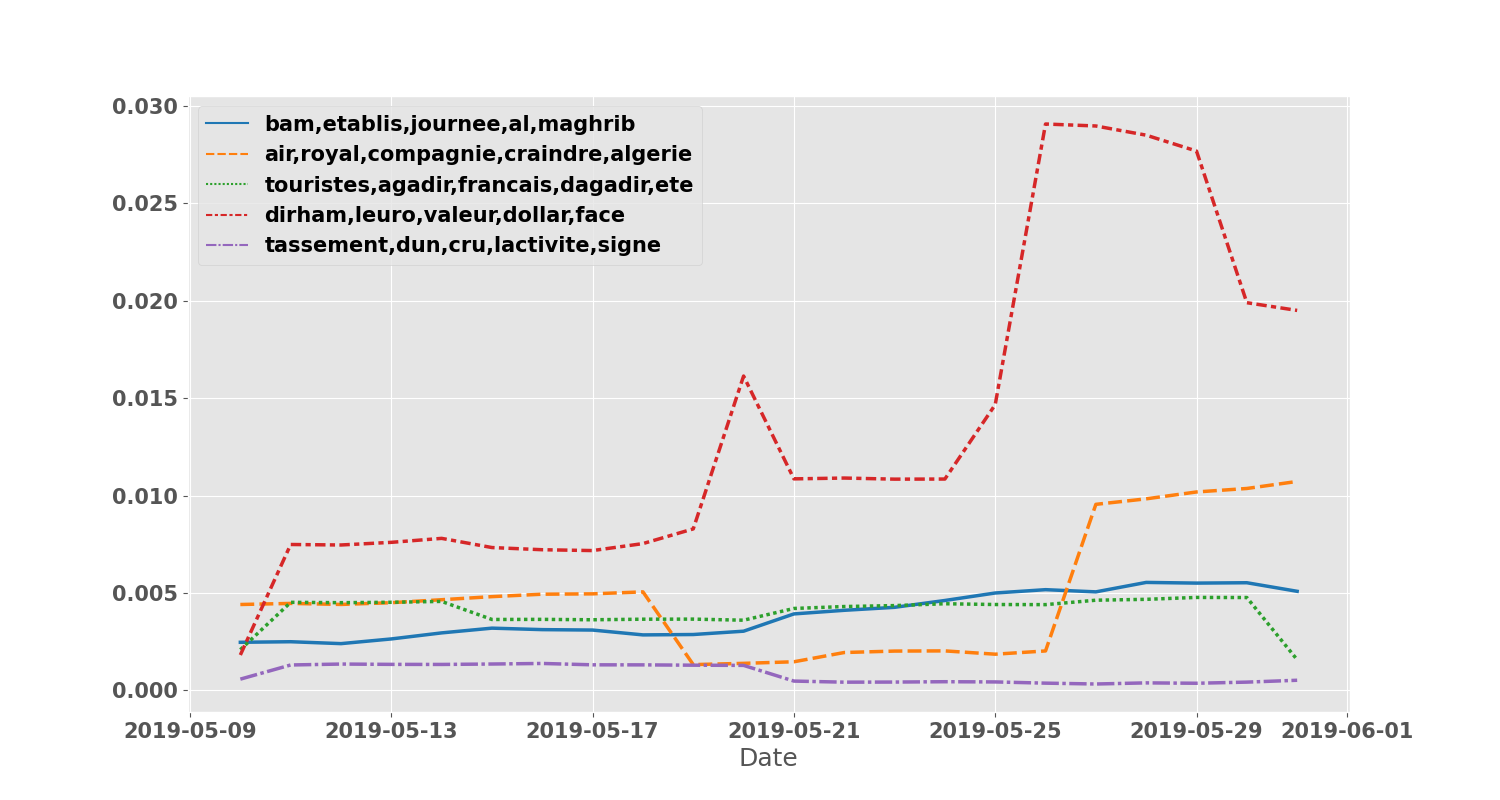 0.030
0.025
0.020
0.015
0.010
0.005
0.000
bam,etablis,journee,al,maghrib
air,royal,compagnie,craindre,algerie
touristes,agadir,francais,dagadir,ete
dirham,leuro,valeur,dollar,face
tassement,dun,cru,lactivite,signe
2019-05-09 2019-05-13 2019-05-17 2019-05-21 2019-05-25 2019-05-29 2019-06-01
Date